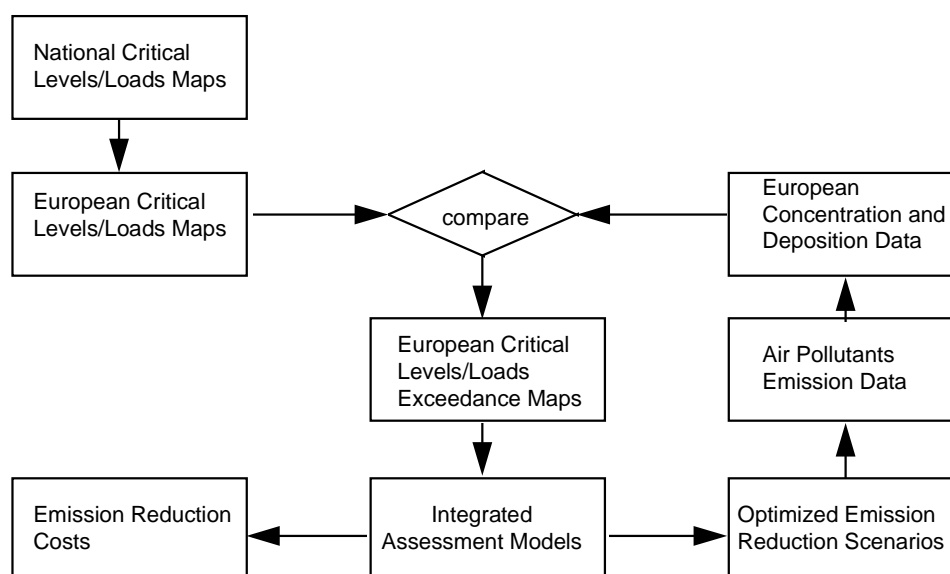 National Critical
Levels/Loads Maps
European Critical
Levels/Loads Maps
compare
European
Concentration and
Deposition Data
European Critical
Levels/Loads
Exceedance Maps
Air Pollutants
Emission Data
Emission Reduction
Costs
Integrated
Assessment Models
Optimized Emission
Reduction Scenarios